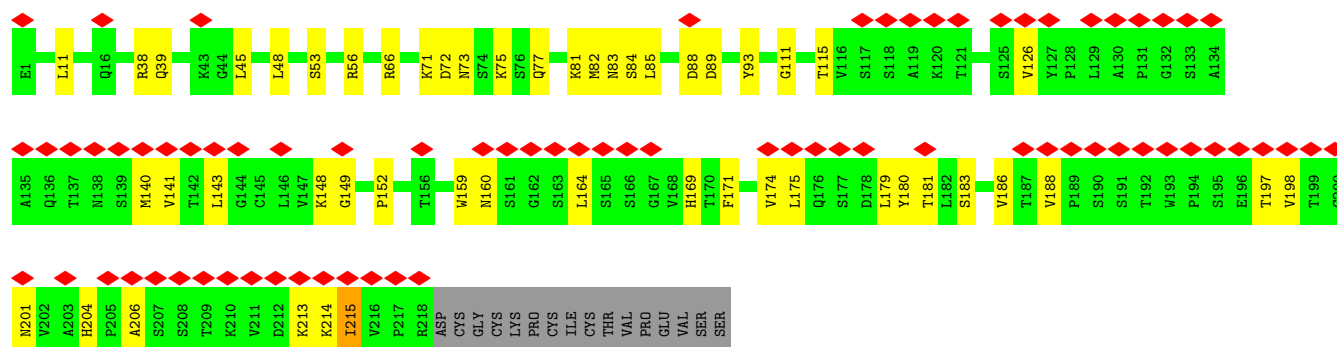 E1 L11 Q16 R38 Q39 K43 G44 L45 L48 S53 R56 R66 K71 D72 N73 S74 K75 S76 Q77 K81 M82 N83 S84 L85 D88 D89 Y93 G111 T115 V116 S117 S118 A119 K120 T121 S125 V126 Y127 P128 L129 A130 P131 G132 S133 A134
A135 Q136 T137 N138 S139 M140 V141 T142 L143 G144 C145 L146 V147 K148 G149 P152 T156 W159 N160 S161 G162 S163 L164 S165 S166 G167 V168 H169 T170 F171 V174 L175 Q176 S177 D178 L179 Y180 T181 L182 S183 V186 T187 V188 P189 S190 S191 T192 W193 P194 S195 E196 T197 V198 T199
N201 V202 A203 H204 P205 A206 S207 S208 T209 K210 V211 D212 K213 K214 I215 V216 P217 R218 ASP CYS GLY CYS LYS PRO CYS ILE CYS THR VAL PRO GLU VAL SER SER